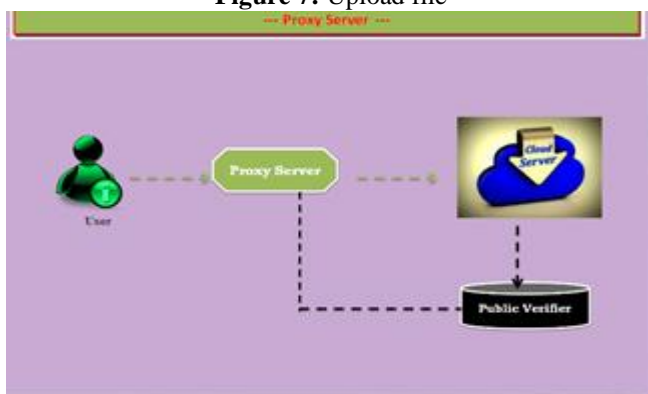 Figure 7: Upload file
--- Proxy Server ---
Cloud
Server
Proxy Server
User
Public Verifier